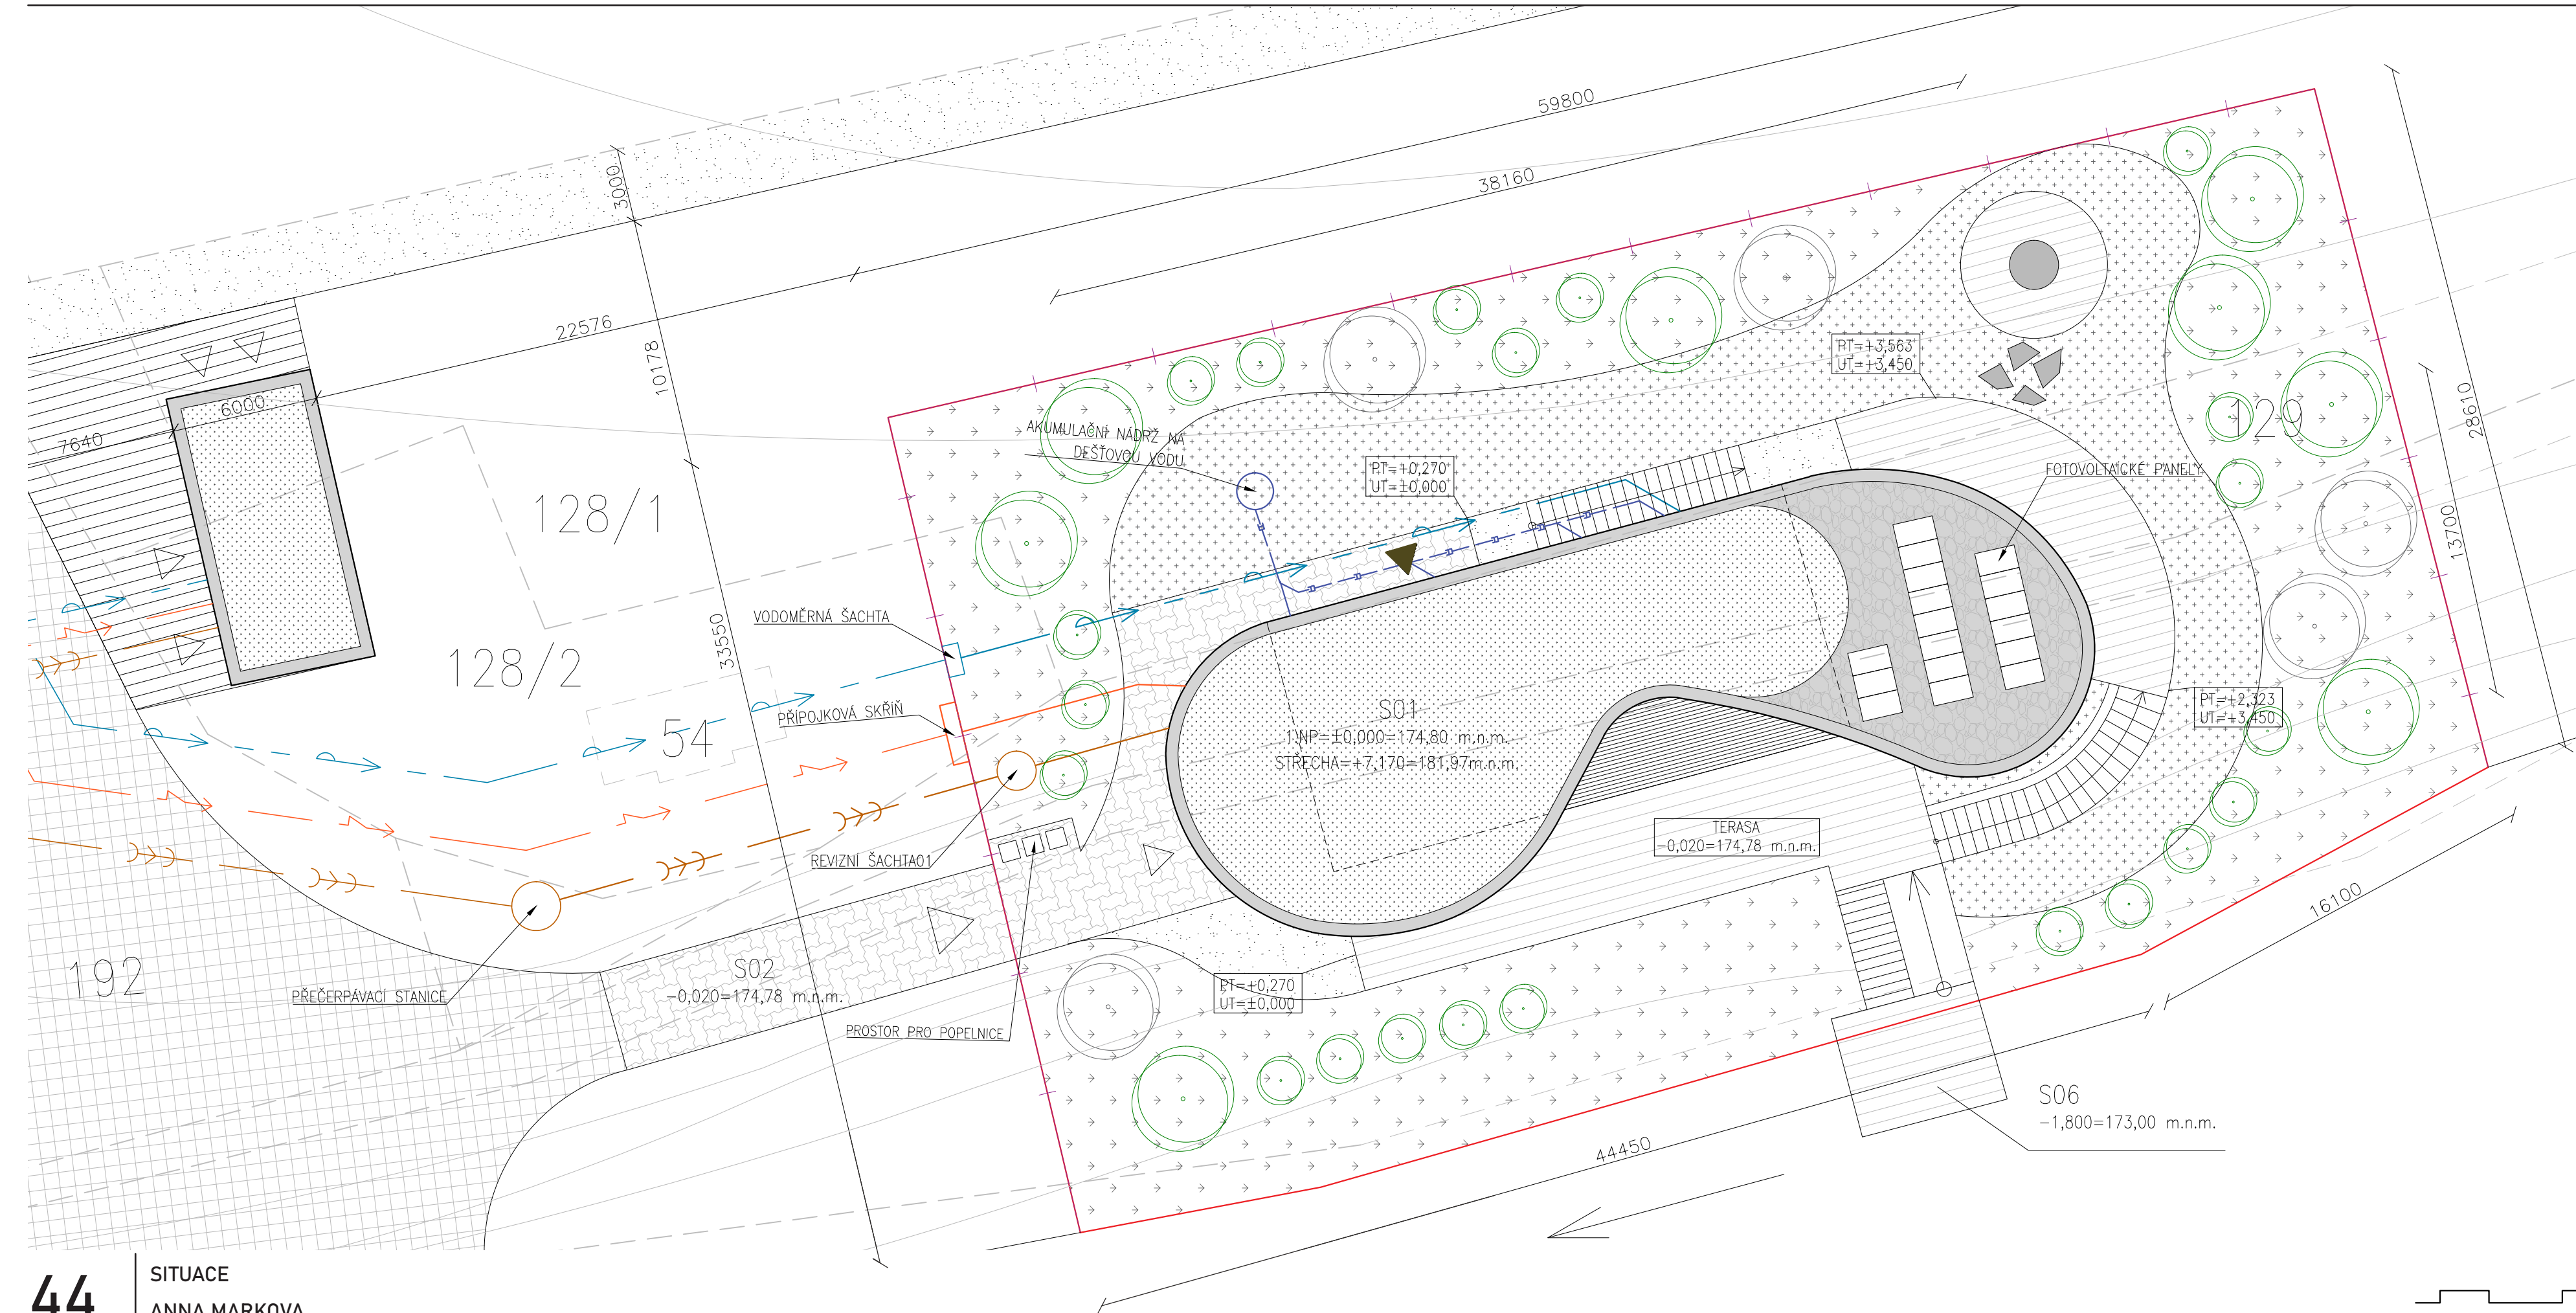 59800
38160
3000
22576
10178
33550
6000
7640
128/1
128/2
54
192
129
28610
13700
16100
44450
AKUMULAČNÍ NÁDRŽ NA
DEŠŤOVOU VODU
PT=+0,270
UT=±0,000
PT=+3,563
UT=+3,450
FOTOVOLTAICKÉ PANELY
VODOMĚRNÁ ŠACHTA
PŘÍPOJKOVÁ SKŘÍŇ
REVIZNÍ ŠACHTA01
S01
1.NP=±0,000=174,80 m.n.m.
STŘECHA=+7,170=181,97m.n.m.
PT=+2,323
UT=+3,450
TERASA
-0,020=174,78 m.n.m.
S02
-0,020=174,78 m.n.m.
PŘEČERPÁVACÍ STANICE
PROSTOR PRO POPELNICE
PT=+0,270
UT=±0,000
S06
-1,800=173,00 m.n.m.
44
SITUACE
ANNA MARKOVA